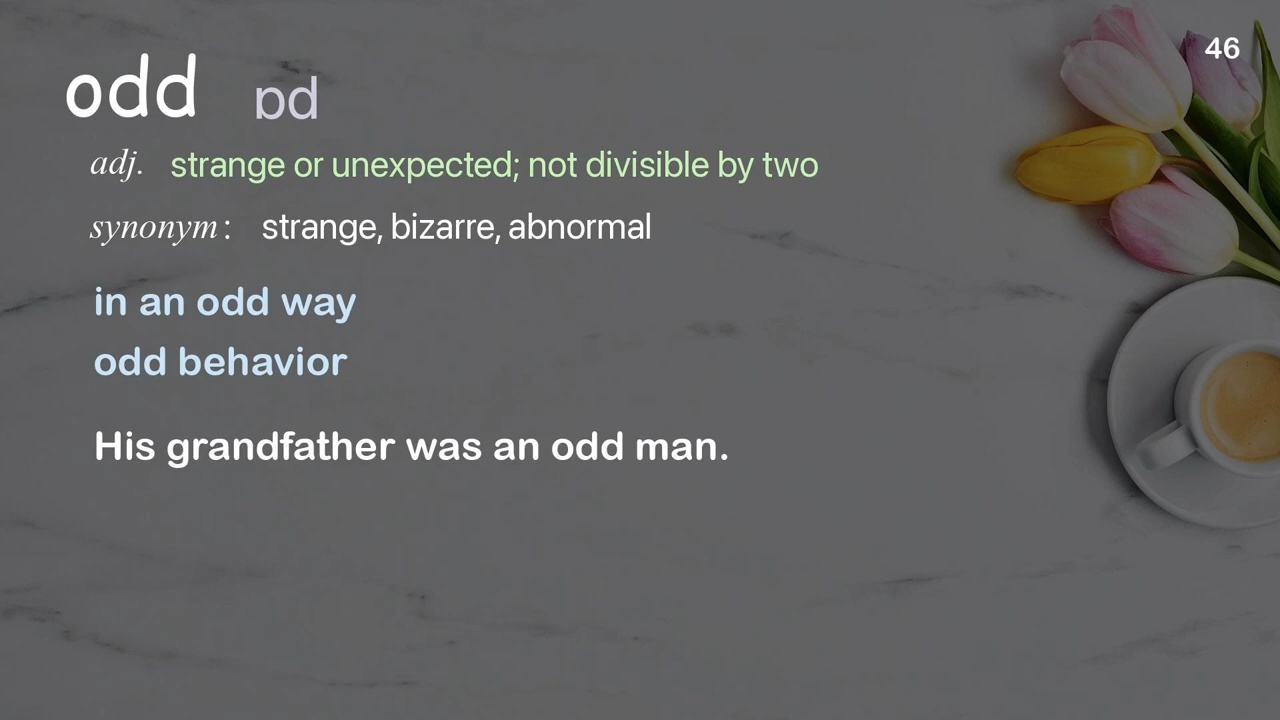 46
odd ɒd
adj. strange or unexpected; not divisible by two
synonym: strange, bizarre, abnormal
in an odd way
odd behavior
His grandfather was an odd man.